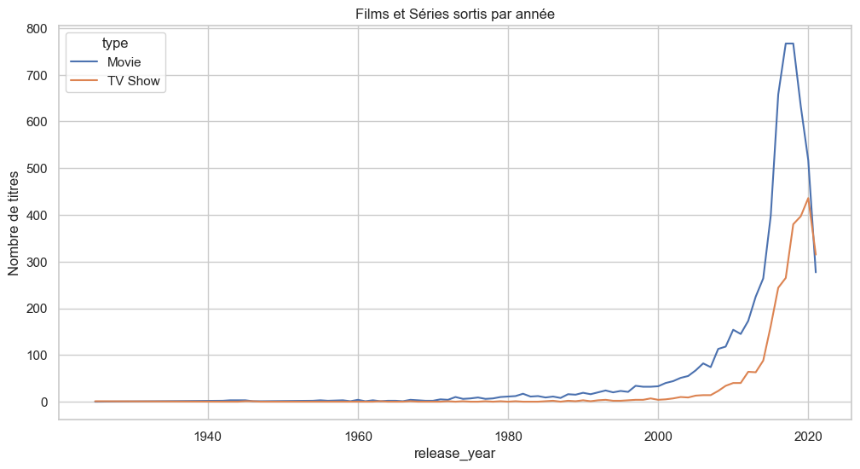 Films et Séries sortis par année
type
Movie
TV Show
Nombre de titres
800
700
600
500
400
300
200
100
0
1940
1960
1980
2000
2020
release_year